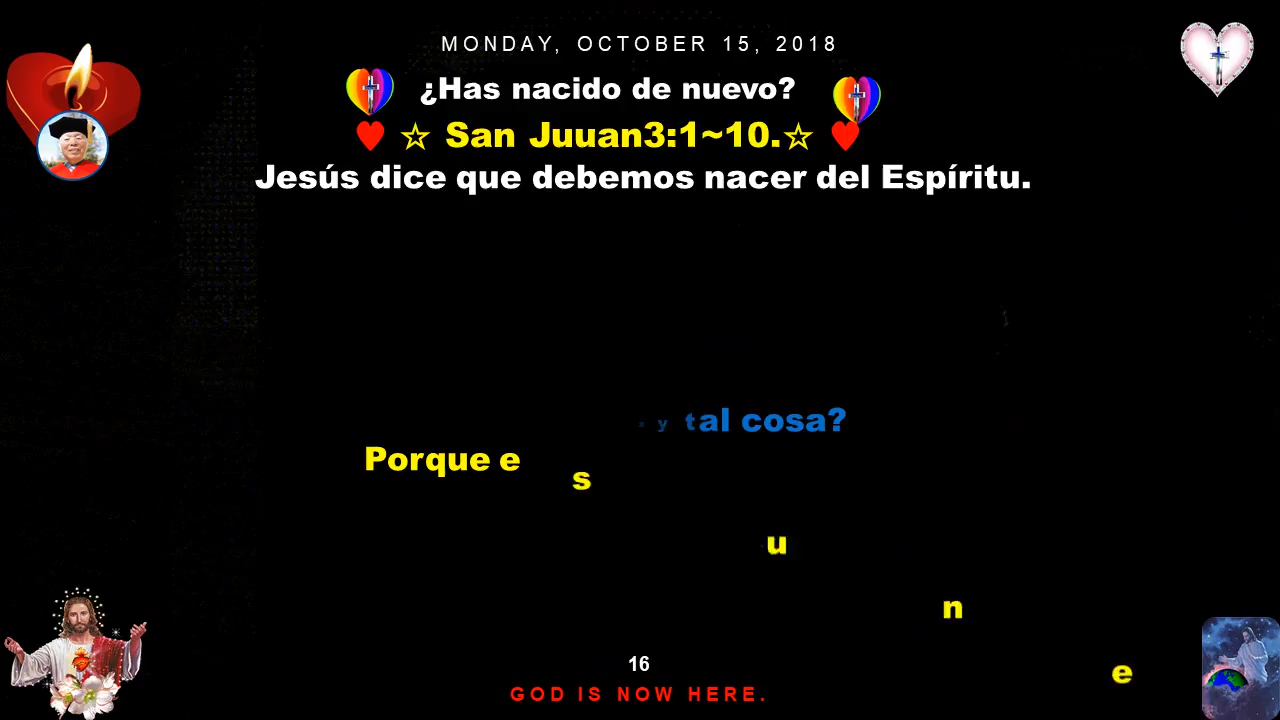 MONDAY, OCTOBER 15, 2018
¿Has nacido de nuevo?
♥ ☆ San Juuan3:1~10.☆ ♥
Jesús dice que debemos nacer del Espíritu.
y tal cosa?
Porque e
s
u
n
e
16
GOD IS NOW HERE.